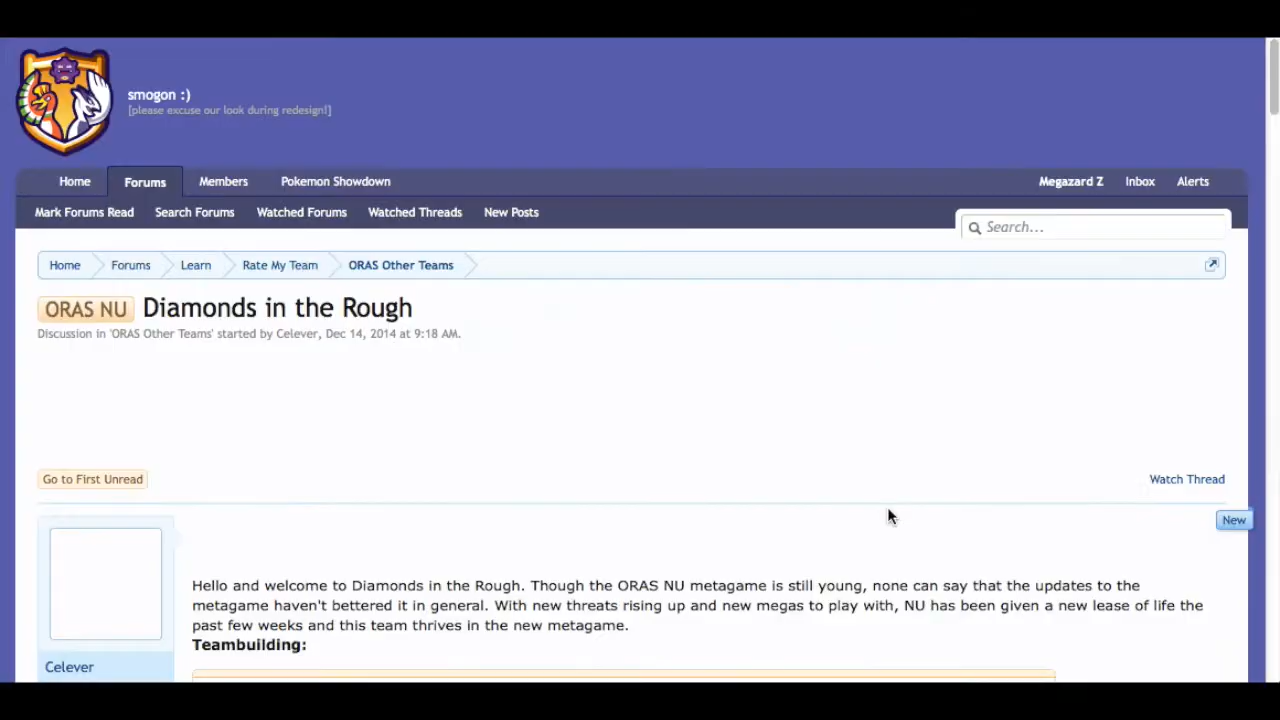 smogon :)
[please excuse our look during redesign!]
Home Forums Members Pokemon Showdown Megazard Z Inbox Alerts
Mark Forums Read Search Forums Watched Forums Watched Threads New Posts
Search...
Home Forums Learn Rate My Team ORAS Other Teams
ORAS NU Diamonds in the Rough
Discussion in 'ORAS Other Teams' started by Celever, Dec 14, 2014 at 9:18 AM.
Go to First Unread Watch Thread
New
Hello and welcome to Diamonds in the Rough. Though the ORAS NU metagame is still young, none can say that the updates to the
metagame haven't bettered it in general. With new threats rising up and new megas to play with, NU has been given a new lease of life the
past few weeks and this team thrives in the new metagame.
Teambuilding:
Celever